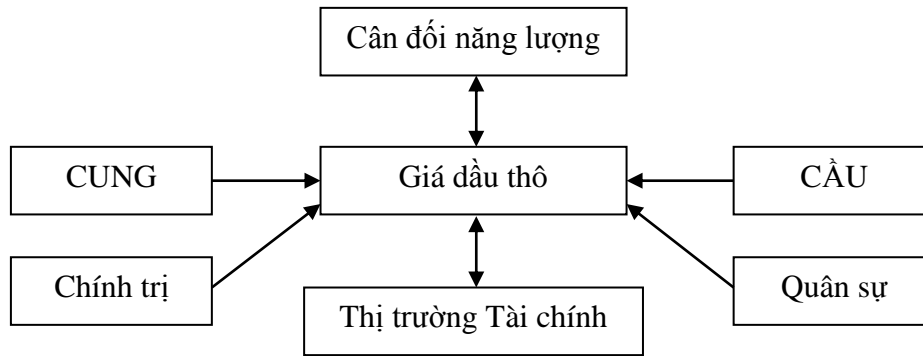 Cân đối năng lượng
CUNG
Giá dầu thô
CẦU
Chính trị
Thị trường Tài chính
Quân sự